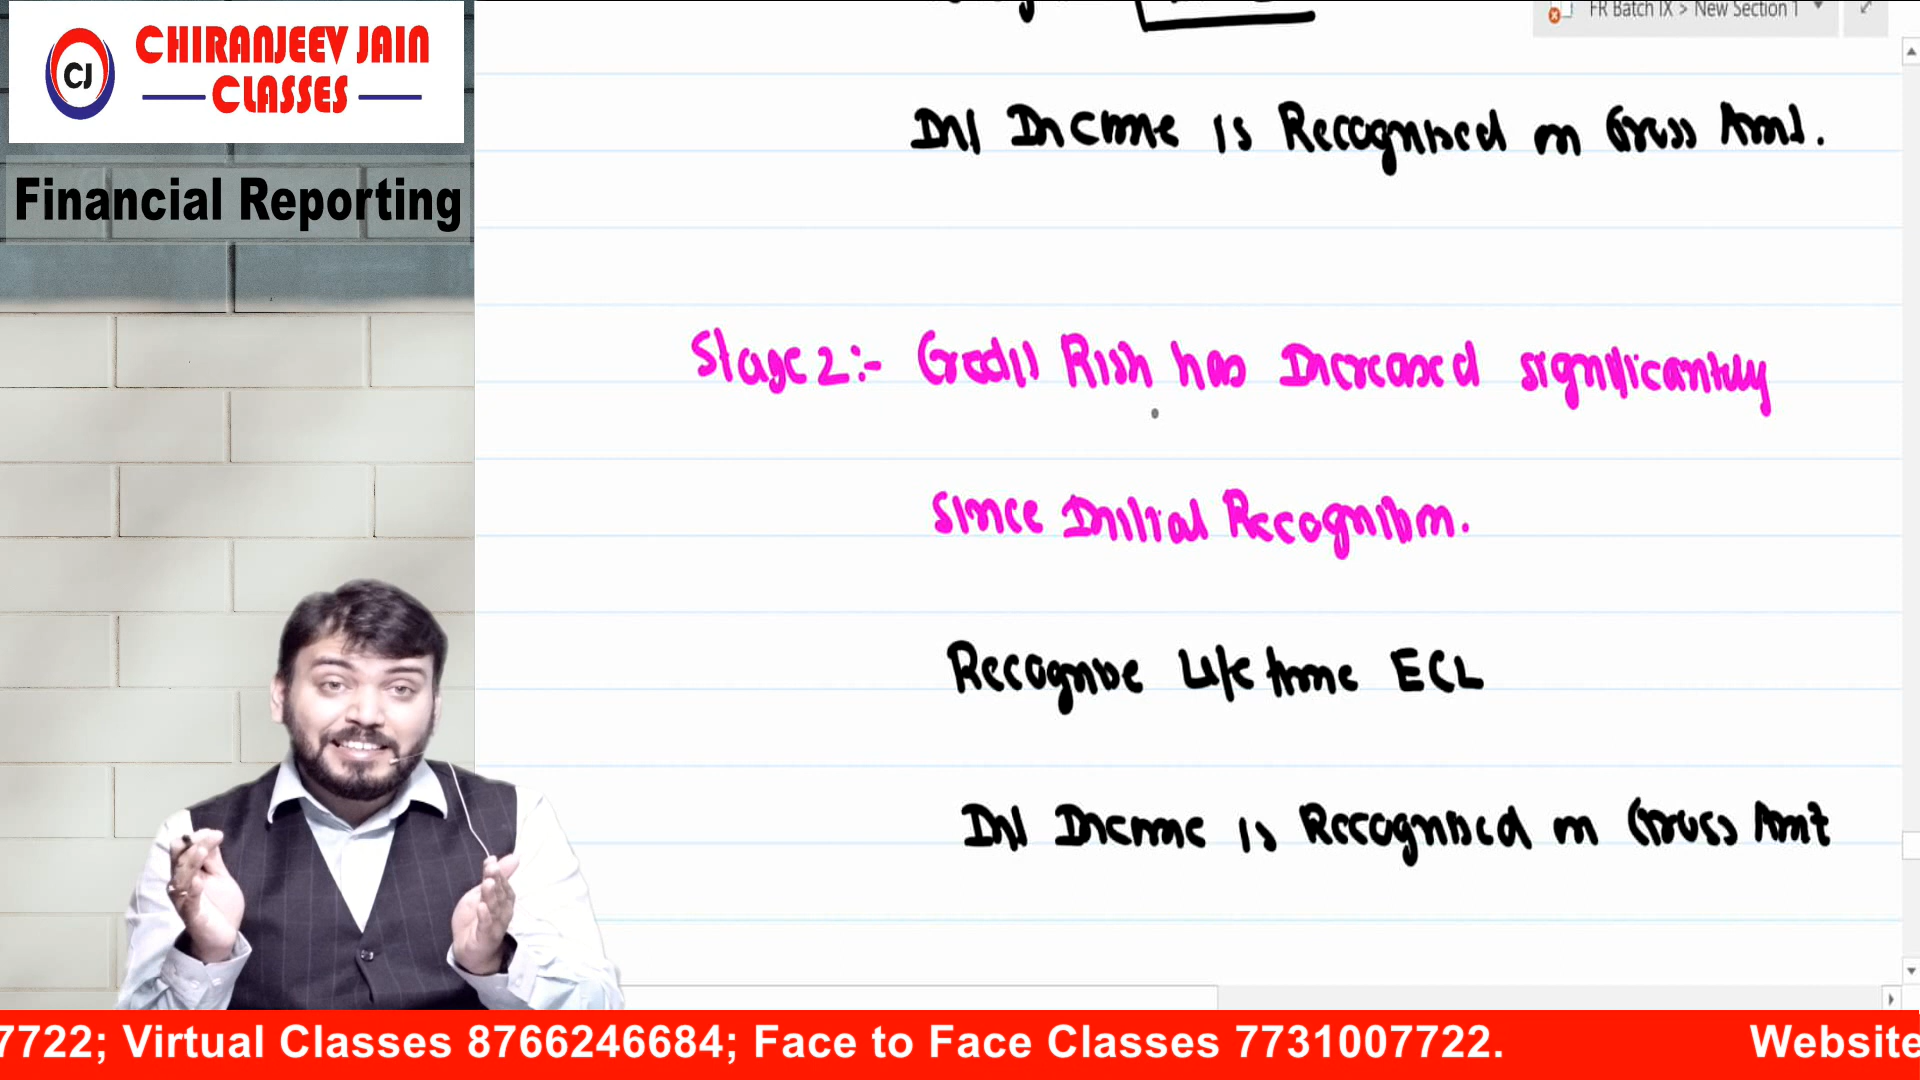 CHIRANJEEV JAIN
CJ
CLASSES
Financial Reporting
FR Batch IX > New Section 1
Int Income is Recognised on Gross Amt.
Stage 2:- Credit Risk has Increased significantly
since Initial Recognition.
Recognise Life time ECL
Int Income is Recognised on Gross Amt
7722; Virtual Classes 8766246684; Face to Face Classes 7731007722. Website